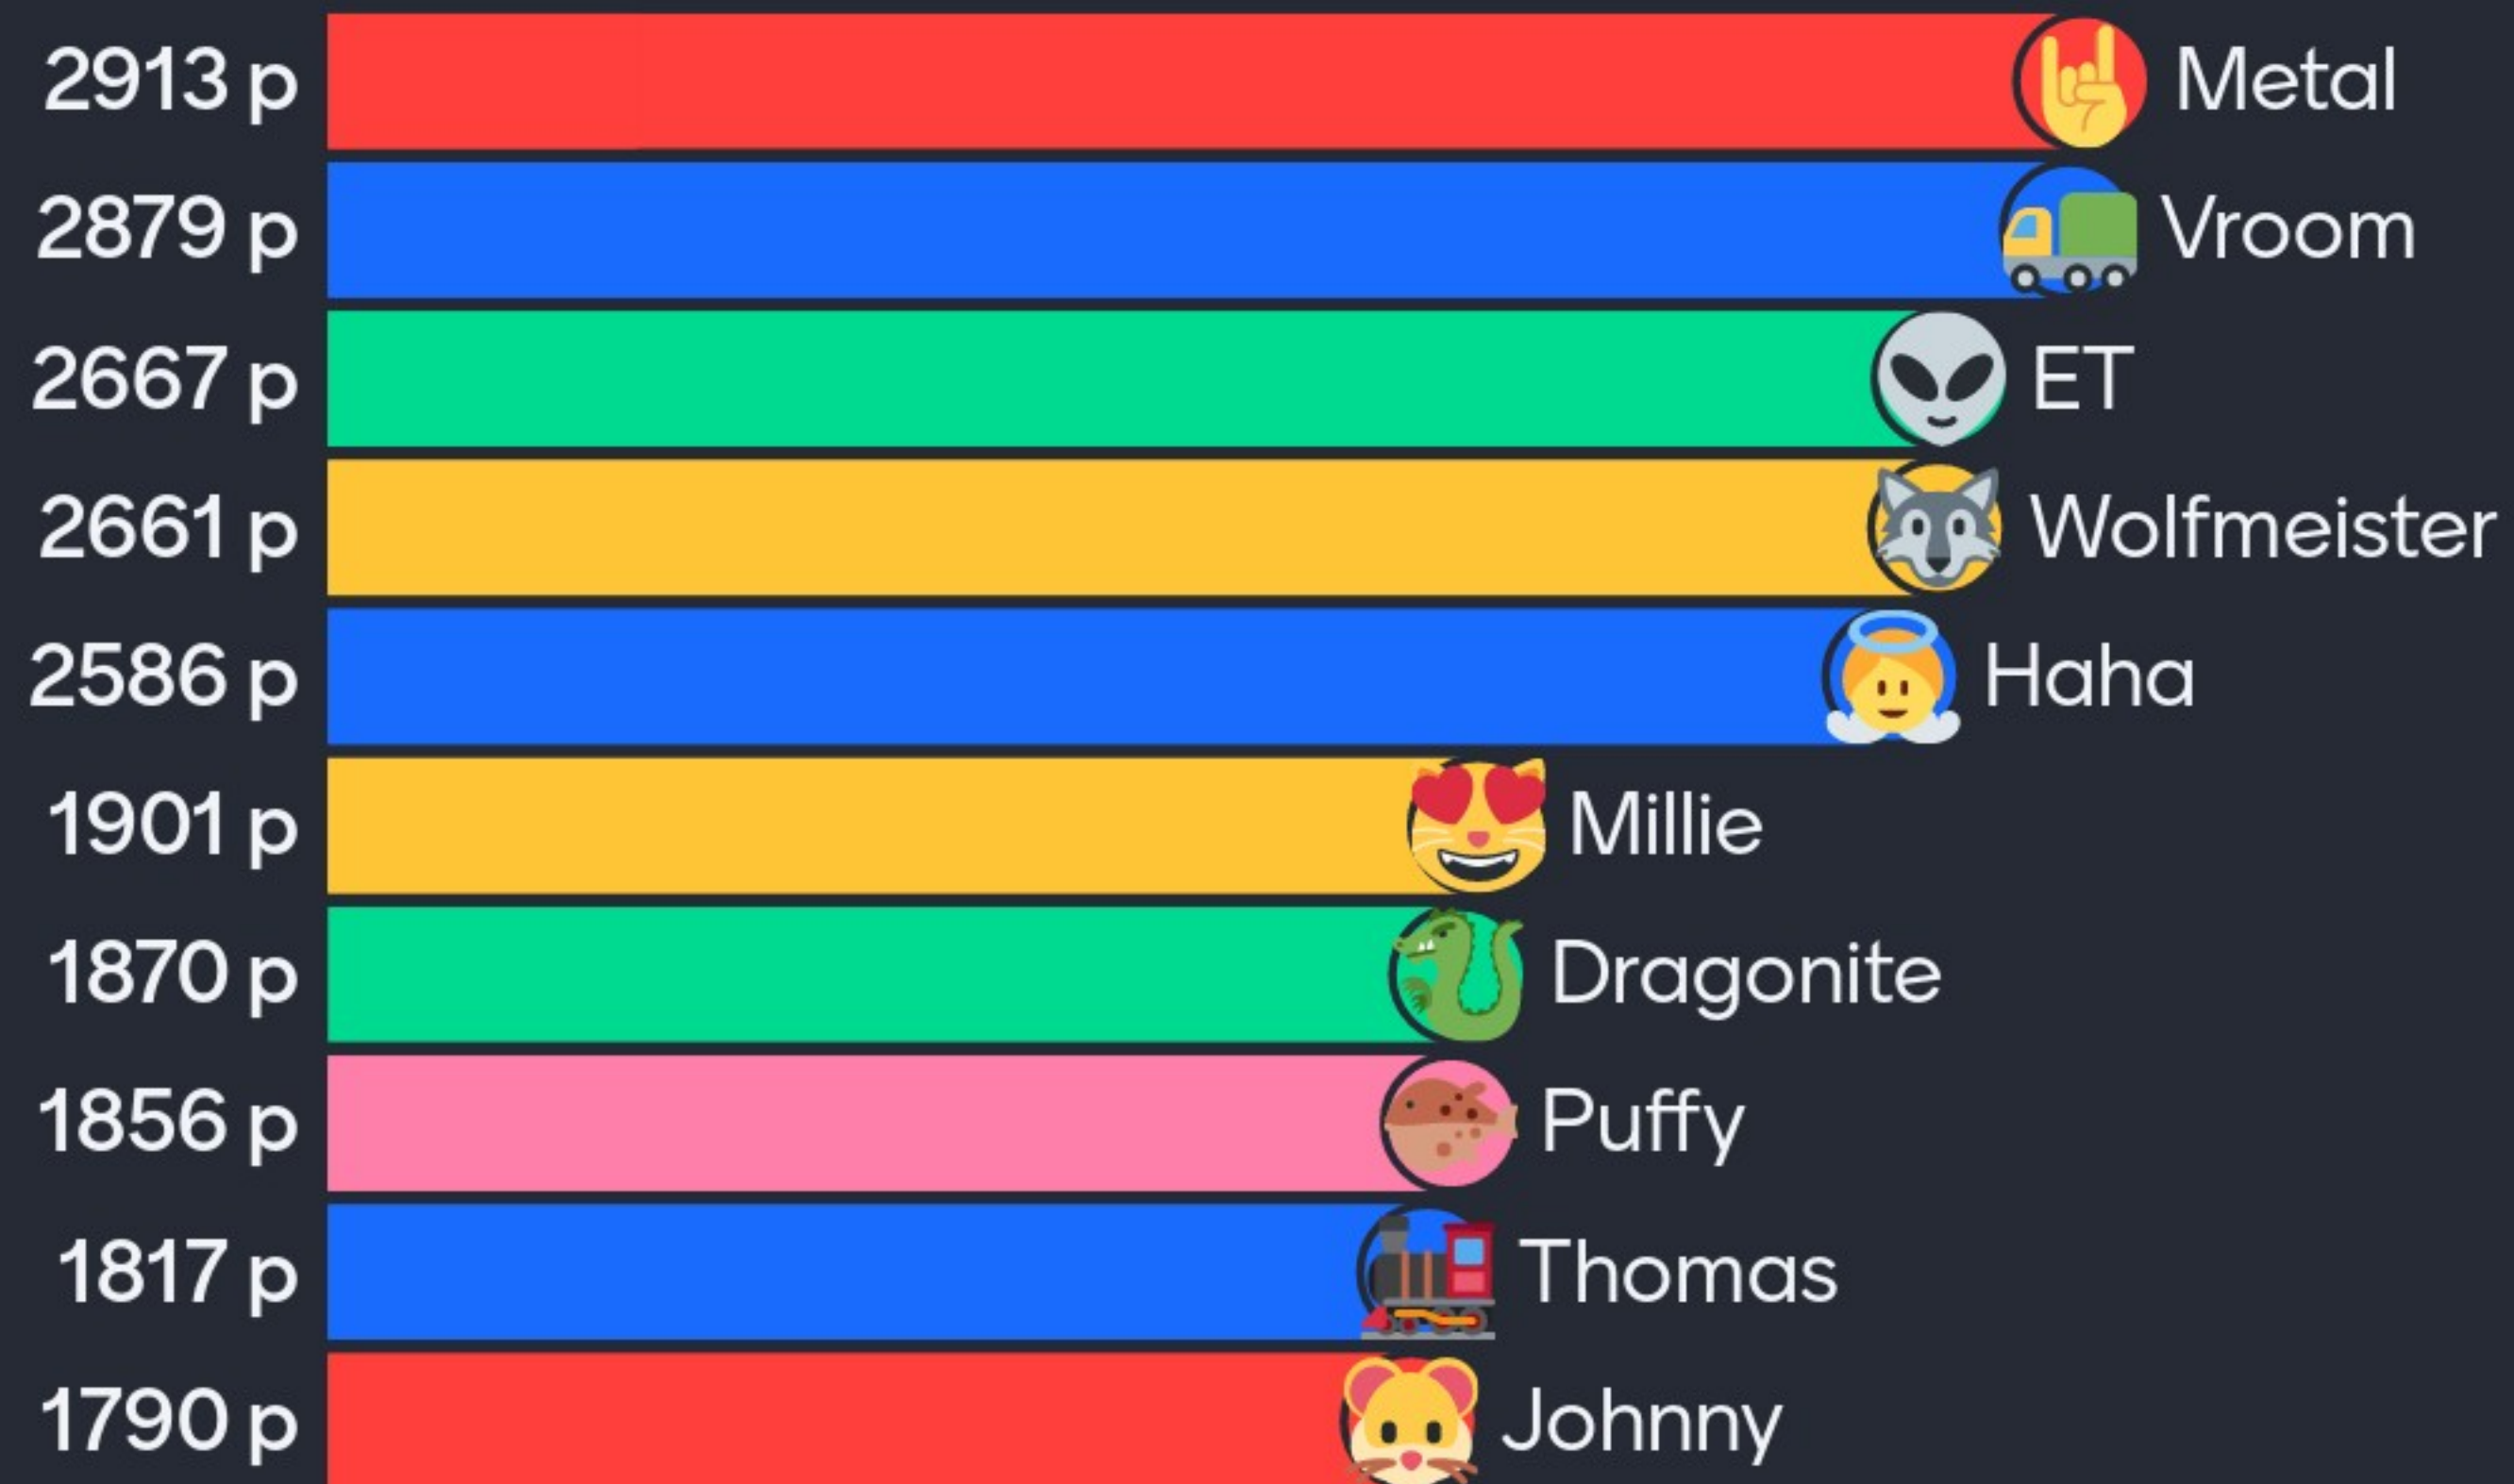 2913 p Metal
2879 p Vroom
2667 p ET
2661 p Wolfmeister
2586 p Haha
1901 p Millie
1870 p Dragonite
1856 p Puffy
1817 p Thomas
1790 p Johnny